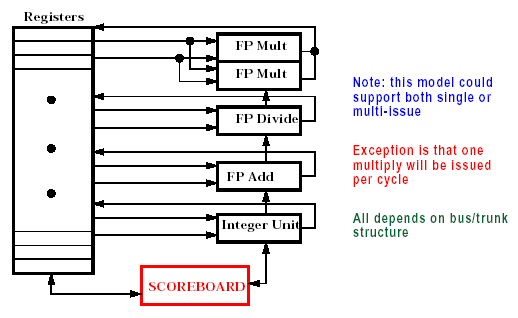 Registers
FP Mult
FP Mult
FP Divide
FP Add
Integer Unit
SCOREBOARD
Note: this model could
support both single or
multi-issue
Exception is that one
multiply will be issued
per cycle
All depends on bus/trunk
structure